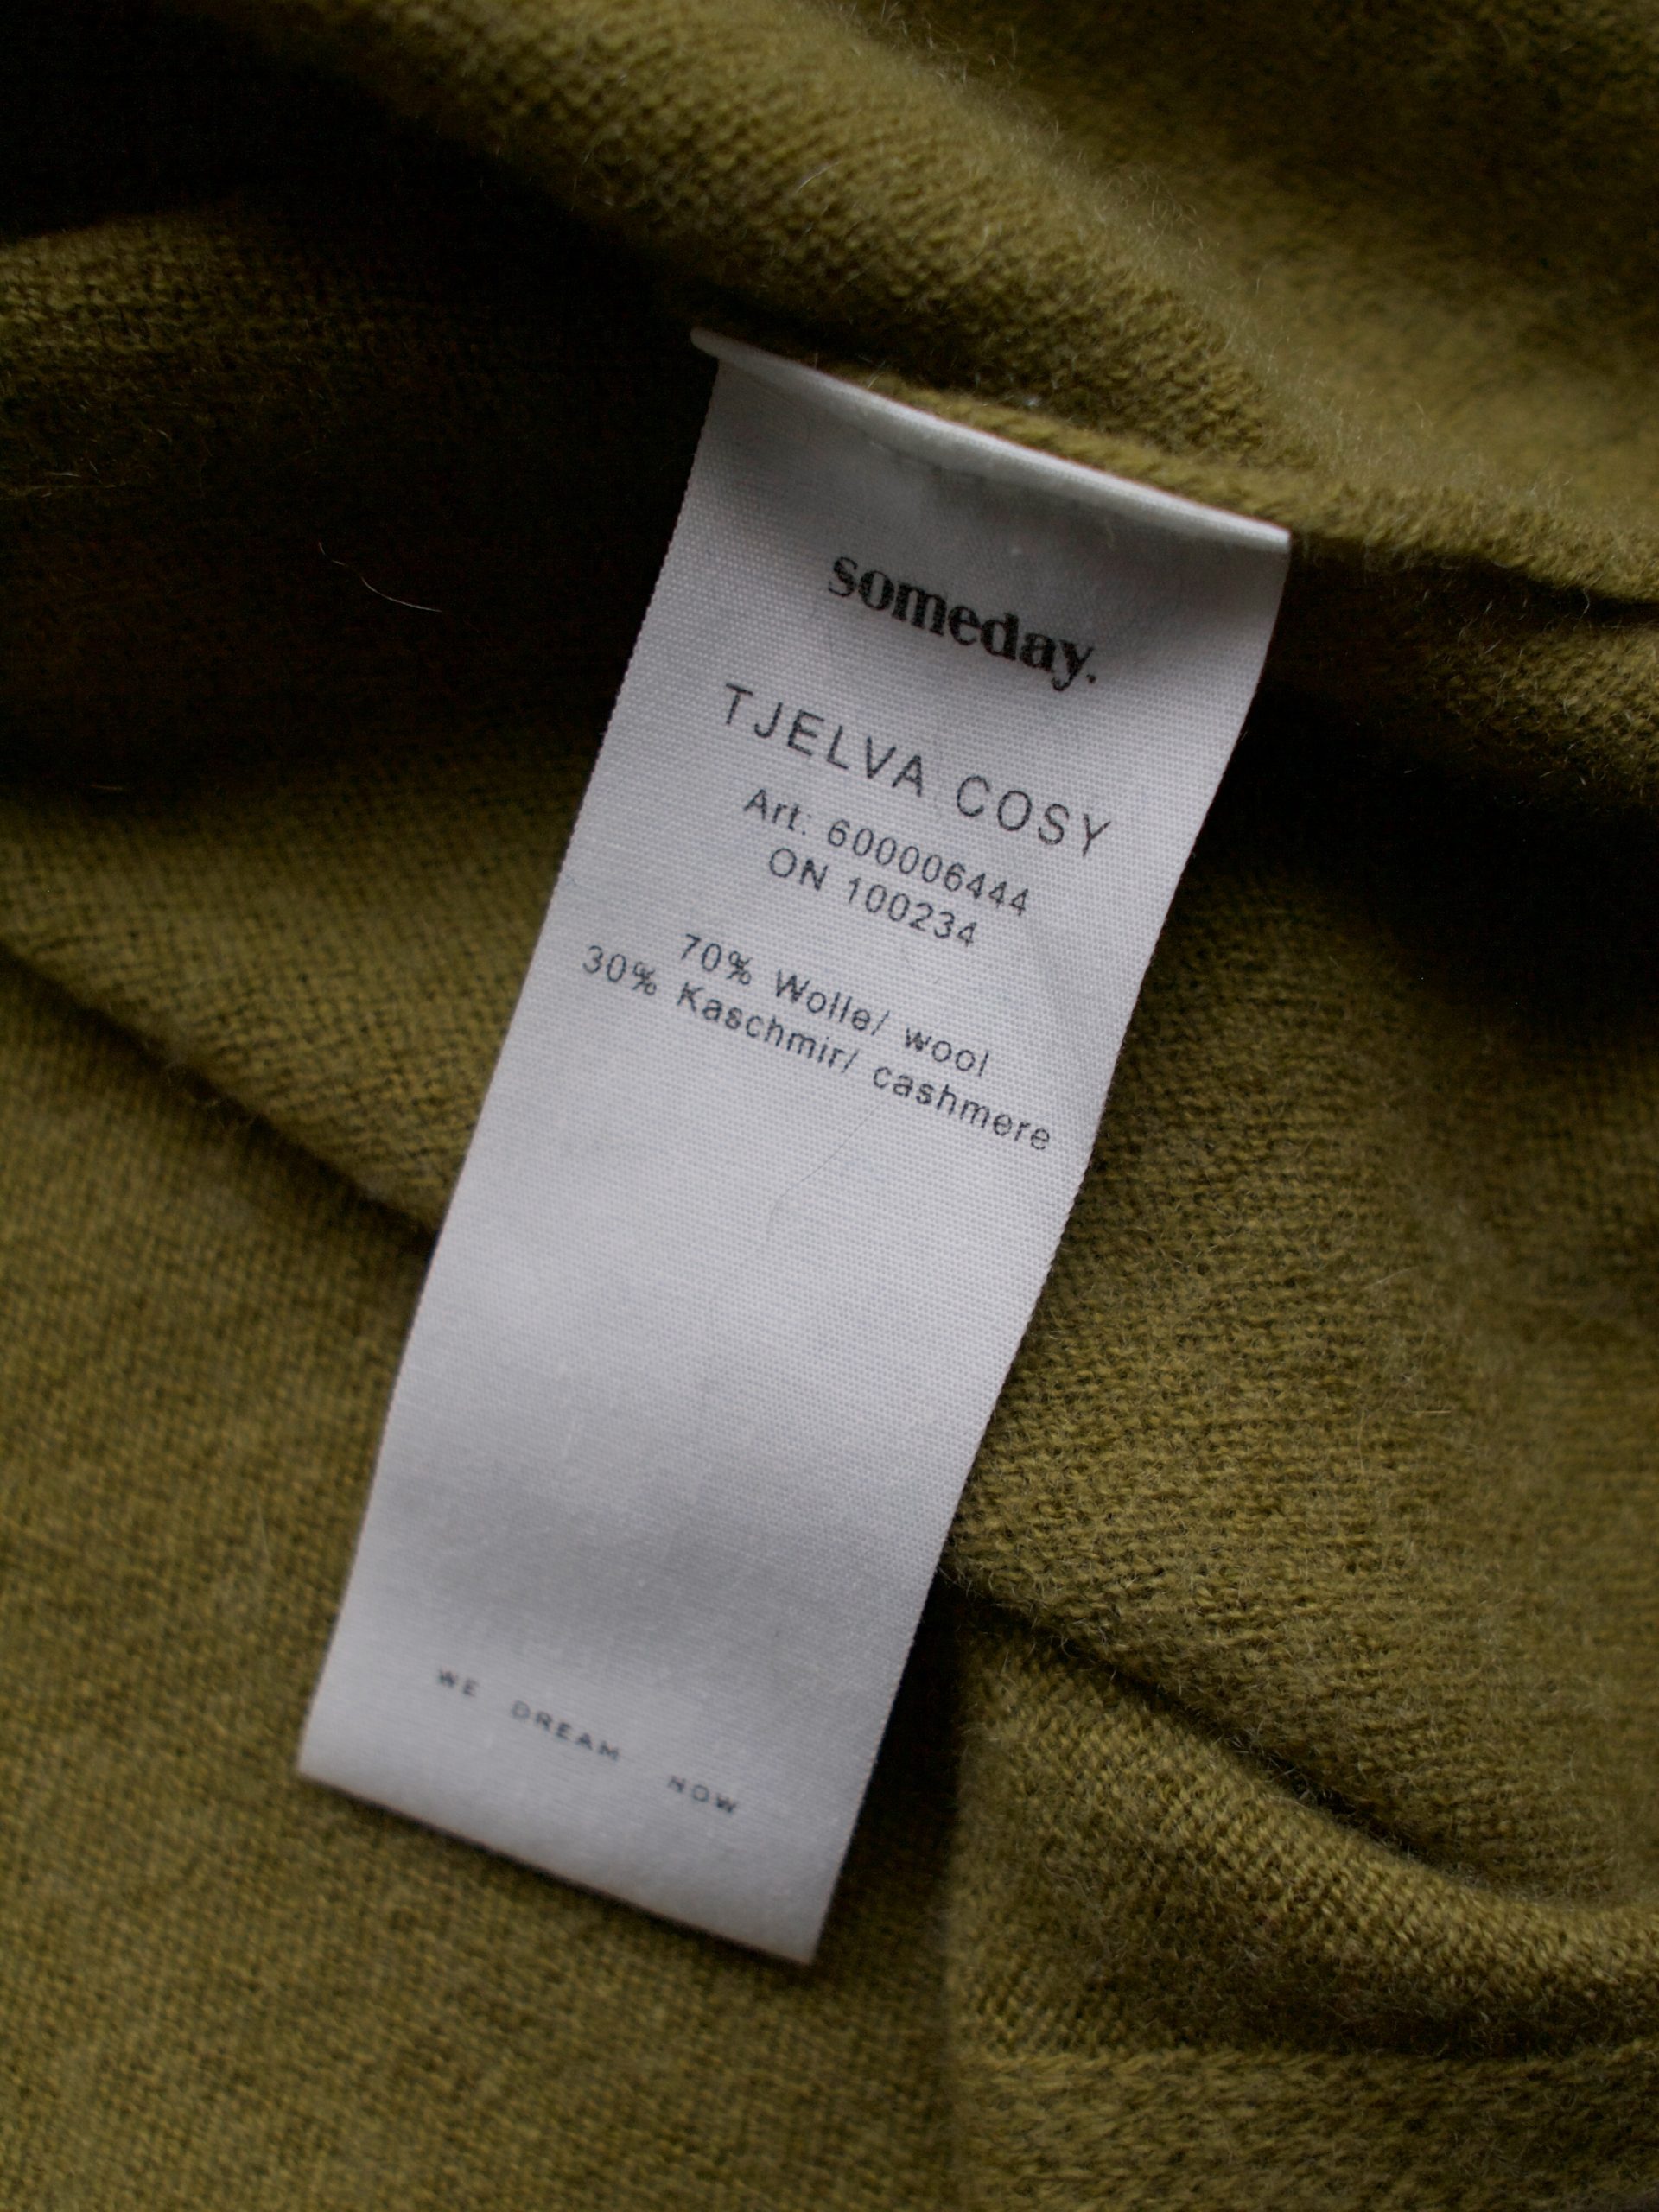 someday.
TJELVA COSY
Art: 600006444
ON 100234
70% Wolle/ wool
30% Kaschmir/ cashmere
WE DREAM NOW